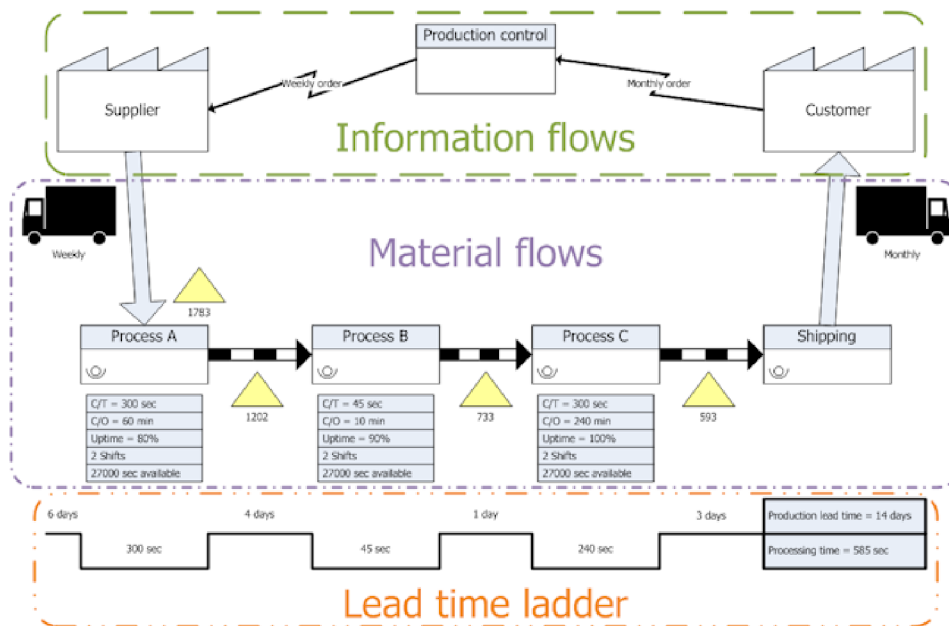 Production control
Supplier
Weekly order
Monthly order
Customer
Information flows
Weekly
Material flows
Monthly
1783
Process A
Process B
Process C
Shipping
1202
733
593
C/T = 300 sec
C/O = 60 min
Uptime = 80%
2 Shifts
27000 sec available
C/T = 45 sec
C/O = 10 min
Uptime = 90%
2 Shifts
27000 sec available
C/T = 300 sec
C/O = 240 min
Uptime = 100%
2 Shifts
27000 sec available
6 days
4 days
1 day
3 days
Production lead time = 14 days
300 sec
45 sec
240 sec
Processing time = 585 sec
Lead time ladder